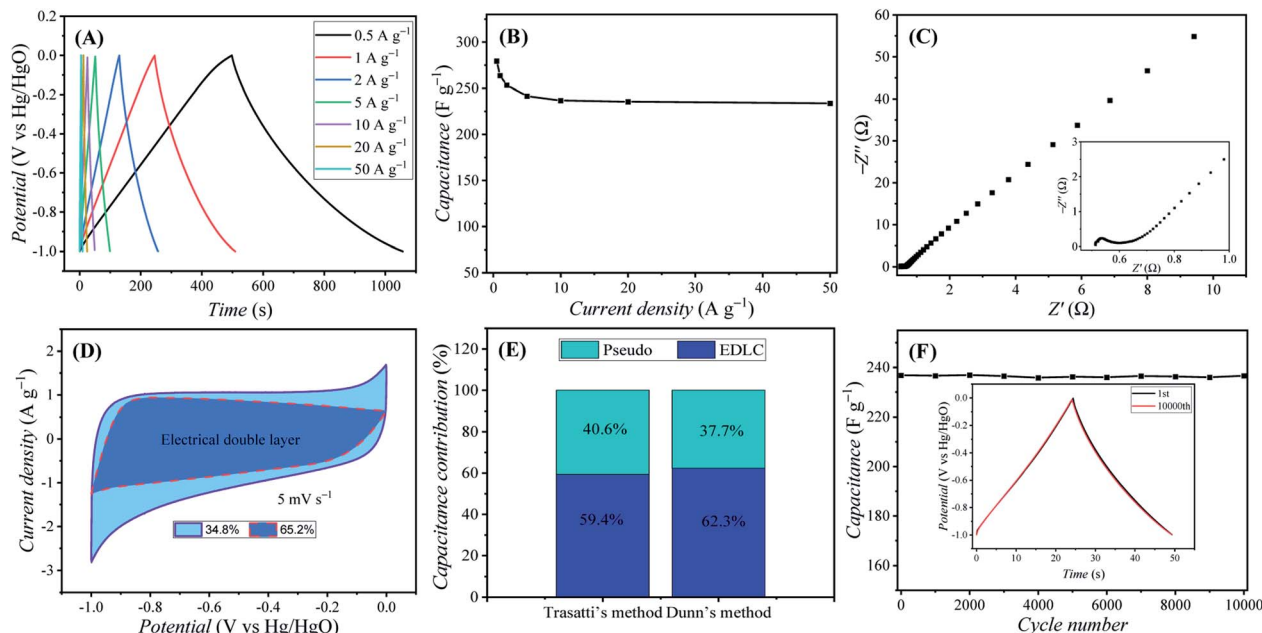 (A)
0.5 A g⁻¹
1 A g⁻¹
2 A g⁻¹
5 A g⁻¹
10 A g⁻¹
20 A g⁻¹
50 A g⁻¹
0.0
-0.2
-0.4
-0.6
-0.8
-1.0
Potential (V vs Hg/HgO)
0 200 400 600 800 1000
Time (s)
(B)
350
300
250
200
150
100
50
Capacitance (F g⁻¹)
0 10 20 30 40 50
Current density (A g⁻¹)
(C)
60
50
40
30
20
10
0
−Z'' (Ω)
2 4 6 8 10
Z' (Ω)
3
2
1
0
−Z'' (Ω)
0.6 0.8 1.0
Z' (Ω)
(D)
2
1
0
-1
-2
-3
Current density (A g⁻¹)
Electrical double layer
5 mV s⁻¹
34.8% 65.2%
-1.0 -0.8 -0.6 -0.4 -0.2 0.0
Potential (V vs Hg/HgO)
(E)
Pseudo EDLC
120
100
80
60
40
20
0
Capacitance contribution (%)
40.6% 37.7%
59.4% 62.3%
Trasatti's method Dunn's method
(F)
260
240
220
200
180
160
Capacitance (F g⁻¹)
0 2000 4000 6000 8000 10000
Cycle number
1st
10000th
0.0
-0.2
-0.4
-0.6
-0.8
-1.0
Potential (V vs Hg/HgO)
0 10 20 30 40 50
Time (s)